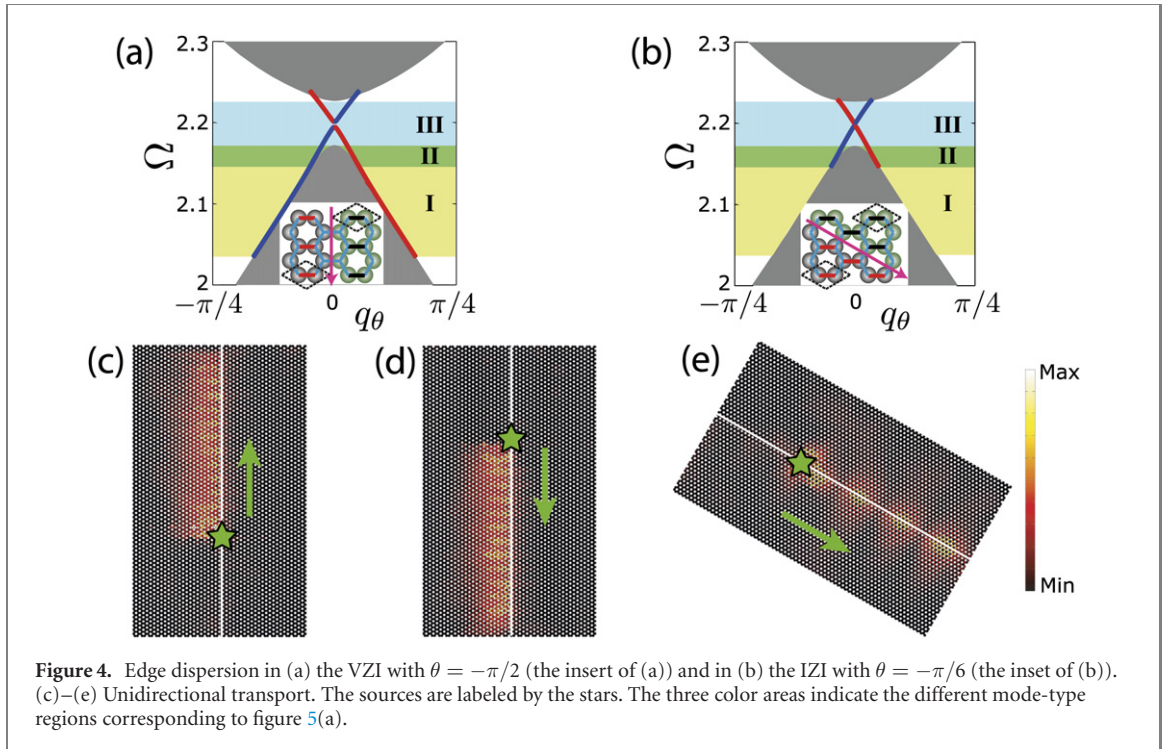 (a)
2.3
2.2
2.1
2
Ω
III
II
I
−π/4
0
π/4
qθ
(b)
2.3
2.2
2.1
2
Ω
III
II
I
−π/4
0
π/4
qθ
(c)
(d)
(e)
Max
Min
Figure 4. Edge dispersion in (a) the VZI with θ = −π/2 (the insert of (a)) and in (b) the IZI with θ = −π/6 (the inset of (b)).
(c)–(e) Unidirectional transport. The sources are labeled by the stars. The three color areas indicate the different mode-type
regions corresponding to figure 5(a).